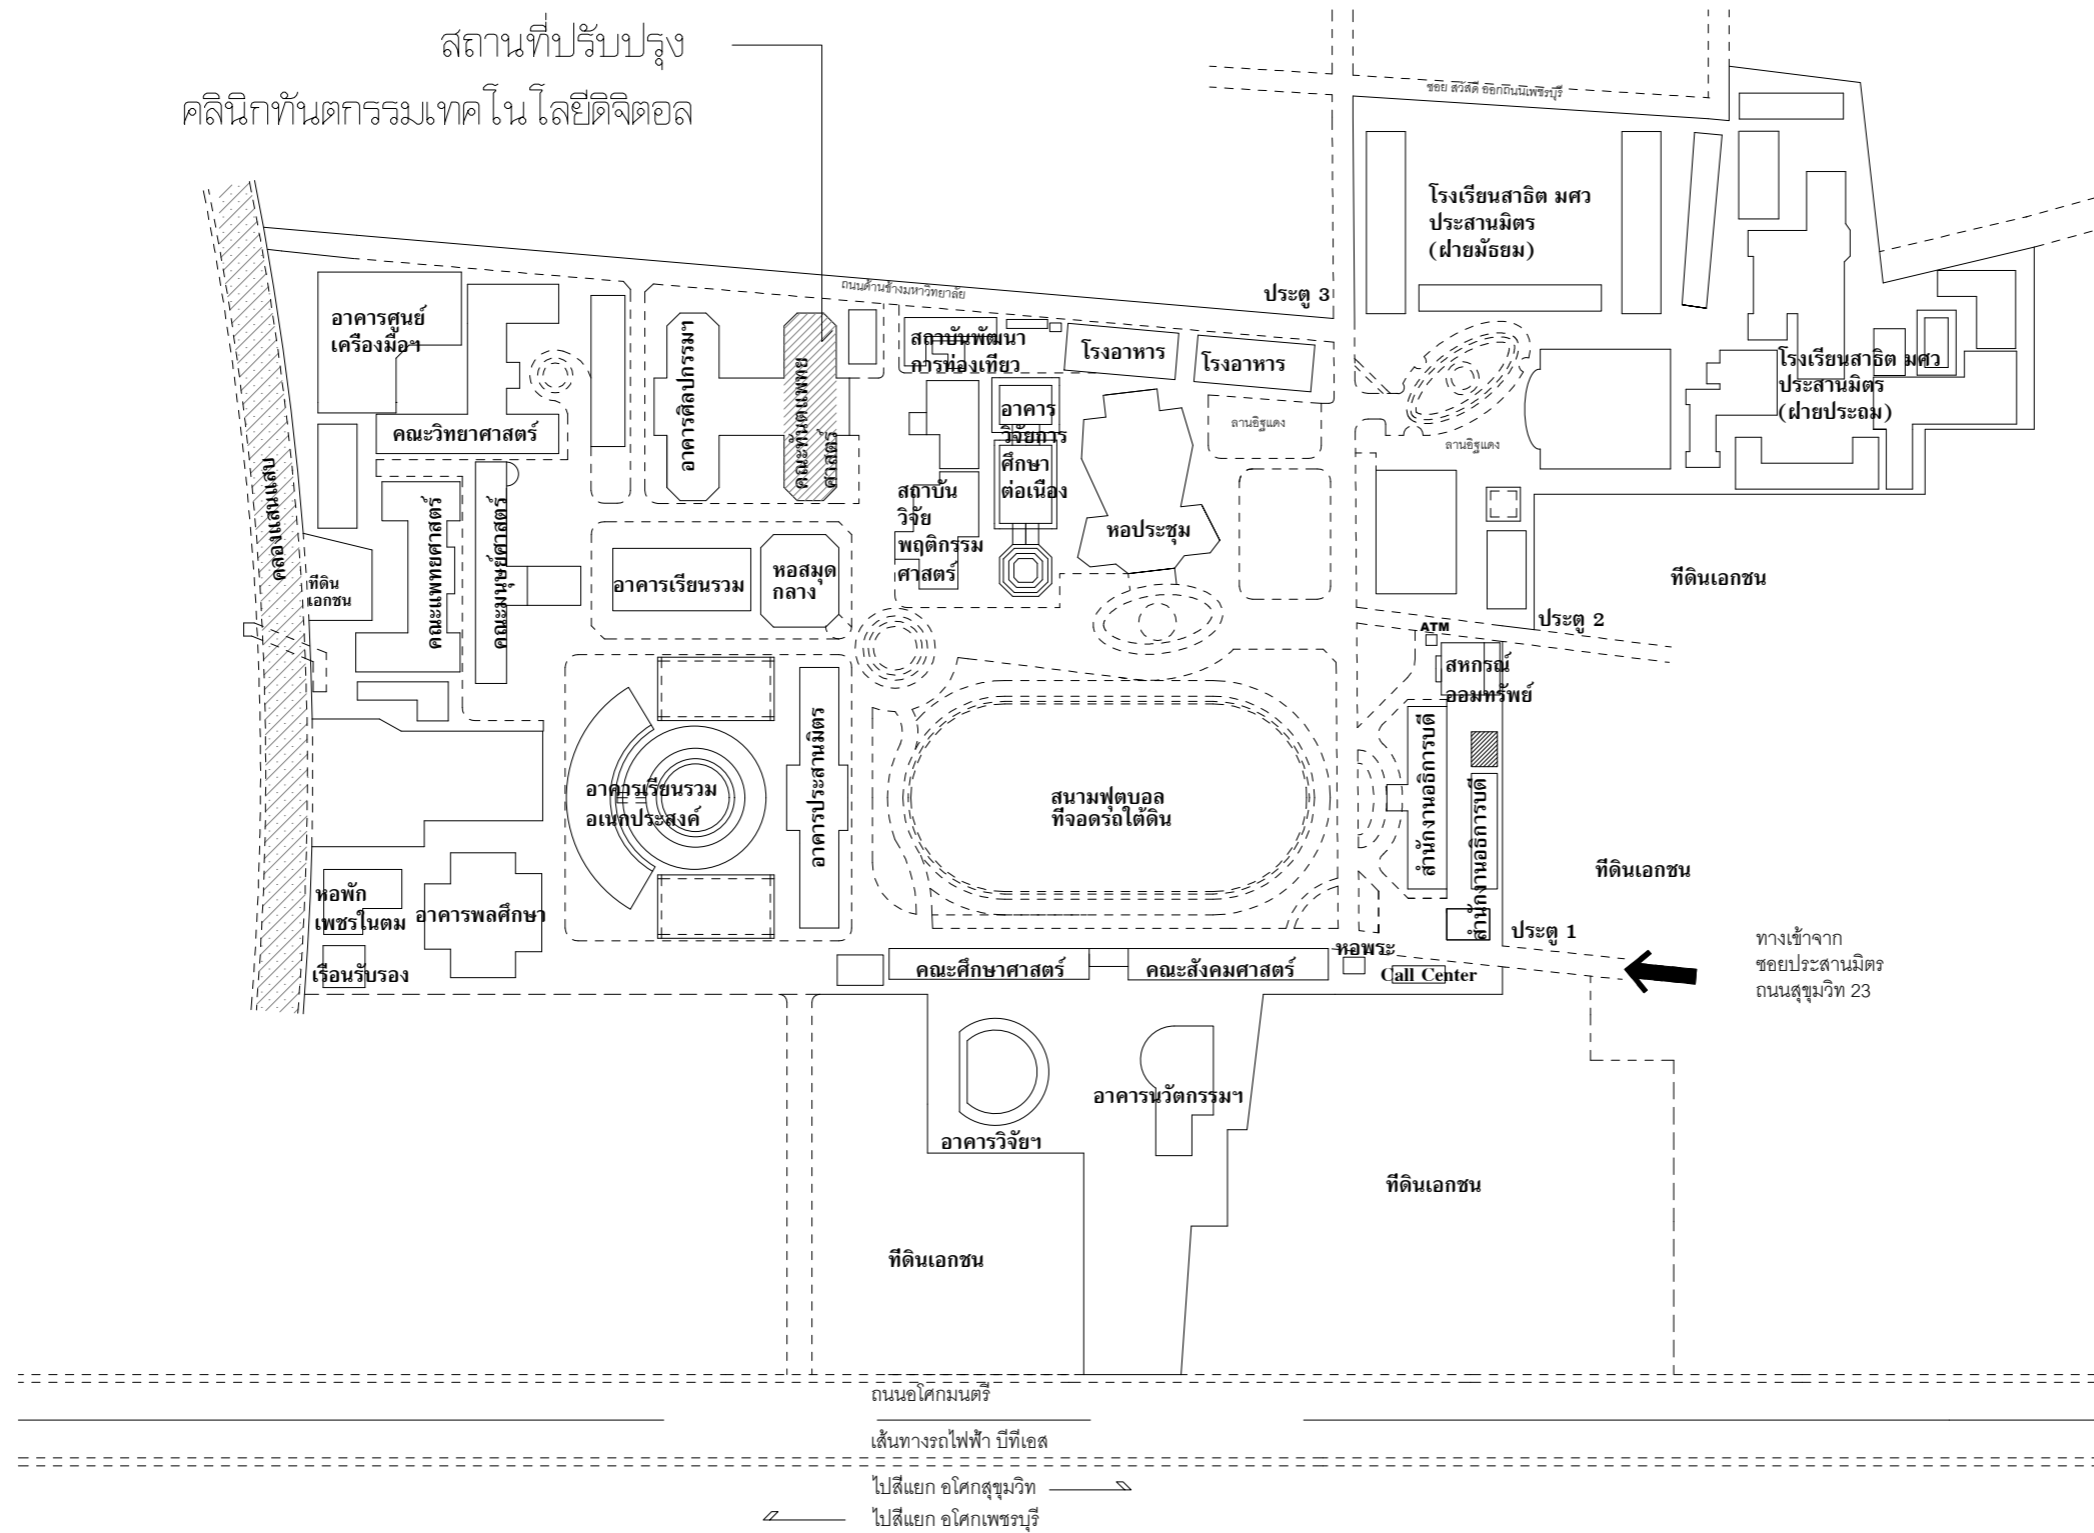 สถานที่ปรับปรุง
คลินิกทันตกรรมเทคโนโลยีดิจิตอล
ซอย สวัสดี ออกถนนเพชรบุรี
โรงเรียนสาธิต มศว
ประสานมิตร
(ฝ่ายมัธยม)
ถนนด้านข้างมหาวิทยาลัย
ประตู 3
อาคารศูนย์
เครื่องมือฯ
คณะวิทยาศาสตร์
อาคารศิลปกรรมฯ
คณะทันตแพทย
ศาสตร์
สถาบันพัฒนา
การท่องเที่ยว
โรงอาหาร
โรงอาหาร
โรงเรียนสาธิต มศว
ประสานมิตร
(ฝ่ายประถม)
อาคาร
วิจัยการ
ศึกษา
ต่อเนื่อง
ลานอิฐแดง
ลานอิฐแดง
คลองแสนแสบ
คณะแพทยศาสตร์
คณะมนุษย์ศาสตร์
สถาบัน
วิจัย
พฤติกรรม
ศาสตร์
หอประชุม
ที่ดิน
เอกชน
อาคารเรียนรวม
หอสมุด
กลาง
ที่ดินเอกชน
ประตู 2
ATM
สหกรณ์
ออมทรัพย์
อาคารเรียนรวม
อเนกประสงค์
อาคารประสานมิตร
สนามฟุตบอล
ที่จอดรถใต้ดิน
สำนักงานอธิการบดี
สำนักงานอธิการบดี
ที่ดินเอกชน
หอพัก
เพชรในตม
อาคารพลศึกษา
เรือนรับรอง
คณะศึกษาศาสตร์
คณะสังคมศาสตร์
หอพระ
Call Center
ประตู 1
ทางเข้าจาก
ซอยประสานมิตร
ถนนสุขุมวิท 23
อาคารวิจัยฯ
อาคารนวัตกรรมฯ
ที่ดินเอกชน
ที่ดินเอกชน
ถนนอโศกมนตรี
เส้นทางรถไฟฟ้า บีทีเอส
ไปสี่แยก อโศกสุขุมวิท
ไปสี่แยก อโศกเพชรบุรี